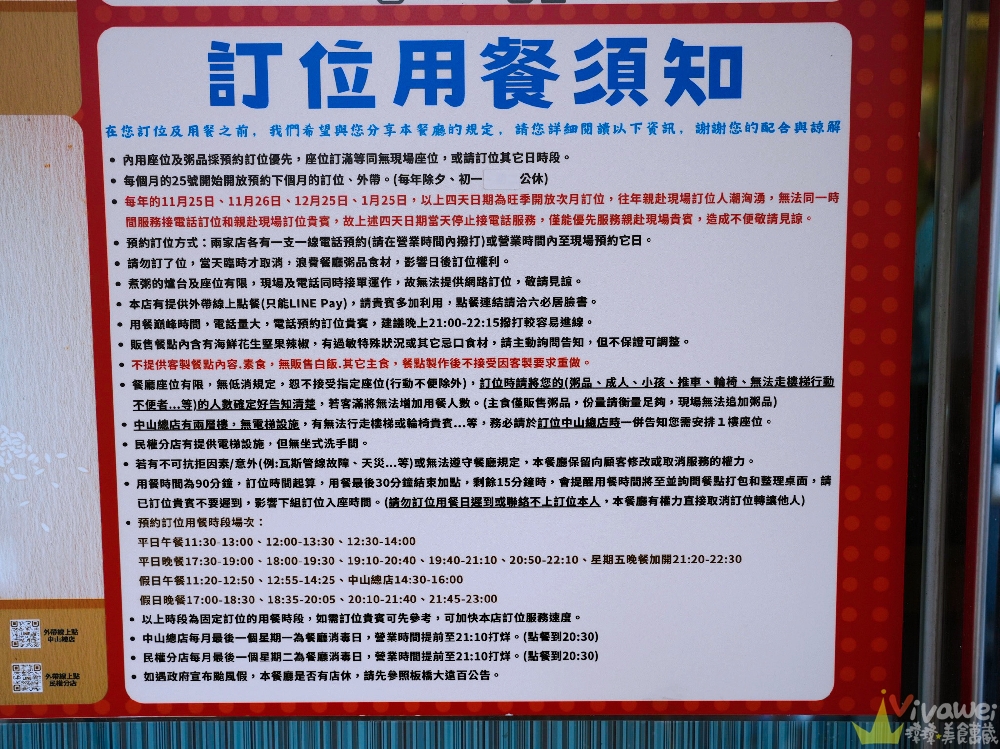 訂位用餐須知
在您訂位及用餐之前，我們希望與您分享本餐廳的規定，請您詳細閱讀以下資訊，謝謝您的配合與諒解
• 內用座位及粥品採預約訂位優先，座位訂滿等同無現場座位，或請訂位其它日時段。
• 每個月的25號開始開放預約下個月的訂位、外帶。(每年除夕、初一 公休)
• 每年的11月25日、11月26日、12月25日、1月25日，以上四天日期為旺季開放次月訂位，往年親赴現場訂位人潮洶湧，無法同一時
間服務接電話訂位和親赴現場訂位貴賓，故上述四天日期當天停止接電話服務，僅能優先服務親赴現場貴賓，造成不便敬請見諒。
• 預約訂位方式：兩家店各有一支一線電話預約(請在營業時間內撥打)或營業時間內至現場預約它日。
• 請勿訂了位，當天臨時才取消，浪費餐廳粥品食材，影響日後訂位權利。
• 煮粥的爐台及座位有限，現場及電話同時接單運作，故無法提供網路訂位，敬請見諒。
• 本店有提供外帶線上點餐(只能LINE Pay)，請貴賓多加利用，點餐連結請洽六必居臉書。
• 用餐巔峰時間，電話量大，電話預約訂位貴賓，建議晚上21:00-22:15撥打較容易進線。
• 販售餐點內含有海鮮花生堅果辣椒，有過敏特殊狀況或其它忌口食材，請主動詢問告知，但不保證可調整。
• 不提供客製餐點內容.素食，無販售白飯.其它主食，餐點製作後不接受因客製要求重做。
• 餐廳座位有限，無低消規定，恕不接受指定座位(行動不便除外)，訂位時請將您的(粥品、成人、小孩、推車、輪椅、無法走樓梯行動
不便者...等)的人數確定好告知清楚，若客滿將無法增加用餐人數。(主食僅販售粥品，份量請衡量足夠，現場無法追加粥品)
• 中山總店有兩層樓，無電梯設施，有無法行走樓梯或輪椅貴賓...等，務必請於訂位中山總店時一併告知您需安排１樓座位。
• 民權分店有提供電梯設施，但無坐式洗手間。
• 若有不可抗拒因素/意外(例:瓦斯管線故障、天災...等)或無法遵守餐廳規定，本餐廳保留向顧客修改或取消服務的權力。
• 用餐時間為90分鐘，訂位時間起算，用餐最後30分鐘結束加點，剩餘15分鐘時，會提醒用餐時間將至並詢問餐點打包和整理桌面，請
已訂位貴賓不要遲到，影響下組訂位入座時間。(請勿訂位用餐日遲到或聯絡不上訂位本人，本餐廳有權力直接取消訂位轉讓他人)
• 預約訂位用餐時段場次：
平日午餐11:30-13:00、12:00-13:30、12:30-14:00
平日晚餐17:30-19:00、18:00-19:30、19:10-20:40、19:40-21:10、20:50-22:10、星期五晚餐加開21:20-22:30
假日午餐11:20-12:50、12:55-14:25、中山總店14:30-16:00
假日晚餐17:00-18:30、18:35-20:05、20:10-21:40、21:45-23:00
• 以上時段為固定訂位的用餐時段，如需訂位貴賓可先參考，可加快本店訂位服務速度。
• 中山總店每月最後一個星期一為餐廳消毒日，營業時間提前至21:10打烊。(點餐到20:30)
• 民權分店每月最後一個星期二為餐廳消毒日，營業時間提前至21:10打烊。(點餐到20:30)
• 如遇政府宣布颱風假，本餐廳是否有店休，請先參照板橋大遠百公告。
外帶線上點
中山總店
外帶線上點
民權分店
Vivawei